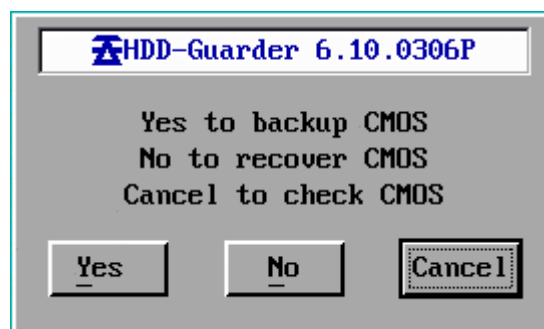 HDD-Guarder 6.10.0306P
Yes to backup CMOS
No to recover CMOS
Cancel to check CMOS
Yes No Cancel